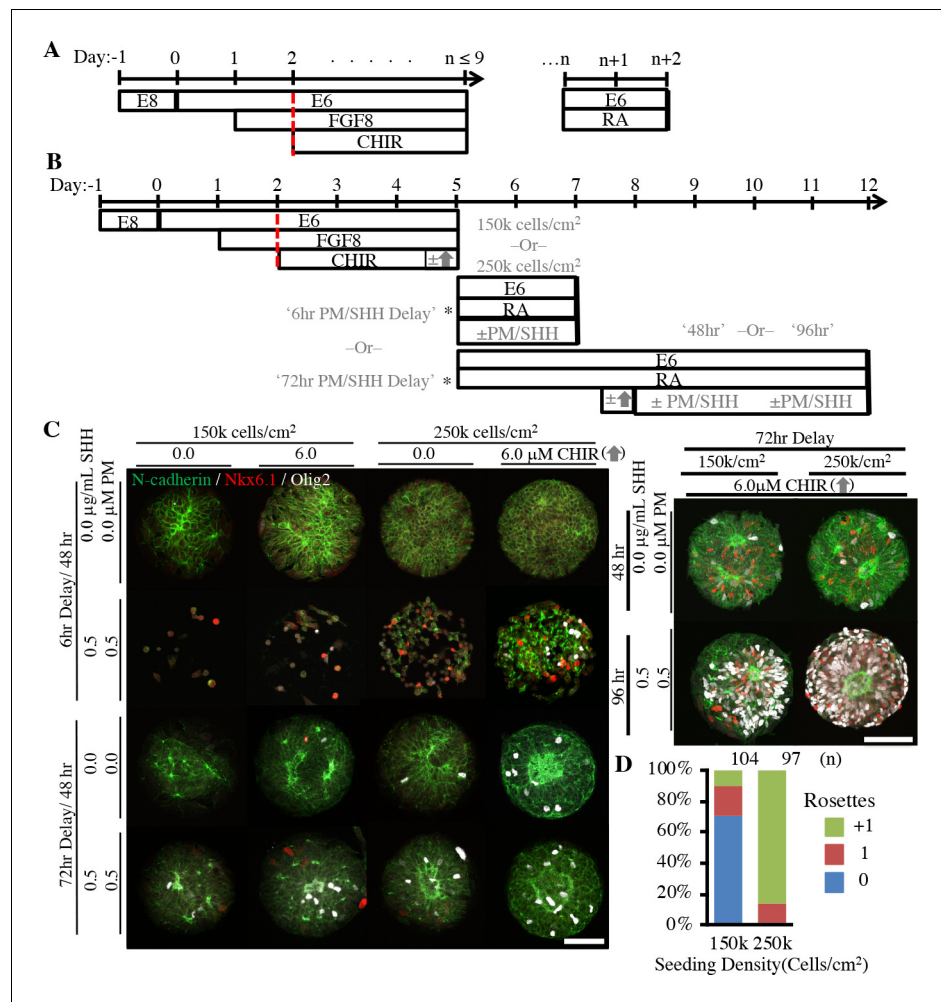 A
Day:-1 0 1 2 . . . . . n ≤ 9 ...n n+1 n+2
E8 E6 E6
FGF8 RA
CHIR
B
Day:-1 0 1 2 3 4 5 6 7 8 9 10 11 12
E8 E6 150k cells/cm²
FGF8 –Or–
CHIR ± 250k cells/cm²
E6
'6hr PM/SHH Delay' * RA
±PM/SHH '48hr' –Or– '96hr'
–Or–
E6
'72hr PM/SHH Delay' * RA
± ± PM/SHH ±PM/SHH
C
150k cells/cm² 250k cells/cm²
0.0 6.0 0.0 6.0 μM CHIR (⬆)
N-cadherin / Nkx6.1 / Olig2
0.0 μg/mL SHH
0.0 μM PM
6hr Delay/ 48 hr
0.5 0.5
72hr Delay/ 48 hr
0.0 0.0
0.5 0.5
72hr Delay
150k/cm² 250k/cm²
6.0μM CHIR (⬆)
48 hr
0.0 μg/mL SHH
0.0 μM PM
96 hr
0.5 0.5
D
104 97 (n)
100%
80%
60%
40%
20%
0%
Rosettes
+1
1
0
150k 250k
Seeding Density(Cells/cm²)